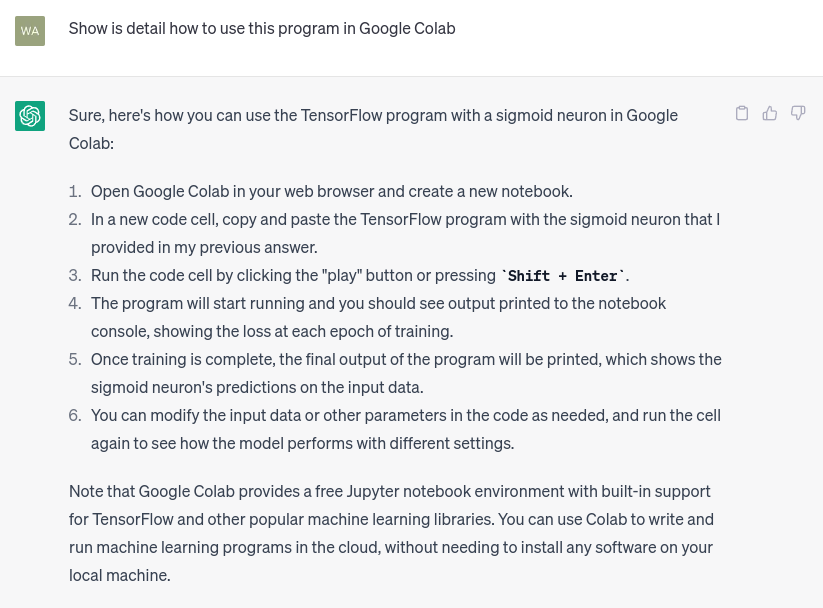 WA
Show is detail how to use this program in Google Colab
Sure, here's how you can use the TensorFlow program with a sigmoid neuron in Google
Colab:
1. Open Google Colab in your web browser and create a new notebook.
2. In a new code cell, copy and paste the TensorFlow program with the sigmoid neuron that I
provided in my previous answer.
3. Run the code cell by clicking the "play" button or pressing `Shift + Enter`.
4. The program will start running and you should see output printed to the notebook
console, showing the loss at each epoch of training.
5. Once training is complete, the final output of the program will be printed, which shows the
sigmoid neuron's predictions on the input data.
6. You can modify the input data or other parameters in the code as needed, and run the cell
again to see how the model performs with different settings.
Note that Google Colab provides a free Jupyter notebook environment with built-in support
for TensorFlow and other popular machine learning libraries. You can use Colab to write and
run machine learning programs in the cloud, without needing to install any software on your
local machine.